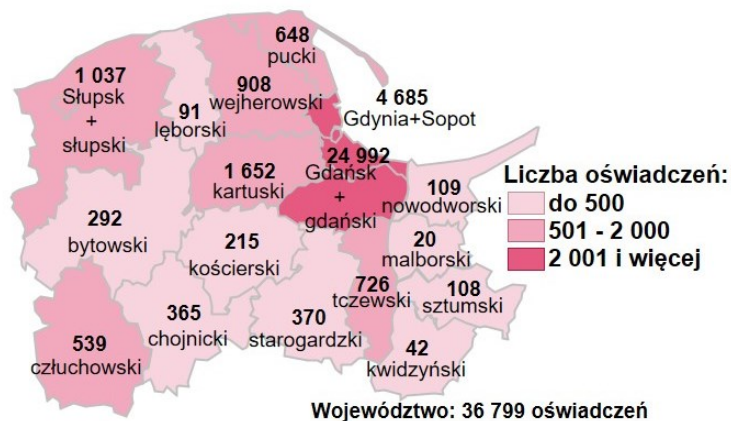 648
pucki
1 037
Słupsk
+
słupski
908
wejherowski
91
lęborski
4 685
Gdynia+Sopot
24 992
Gdańsk
+
gdański
1 652
kartuski
109
nowodworski
292
bytowski
215
kościerski
20
malborski
726
tczewski
108
sztumski
365
chojnicki
370
starogardzki
539
człuchowski
42
kwidzyński
Liczba oświadczeń:
do 500
501 - 2 000
2 001 i więcej
Województwo: 36 799 oświadczeń